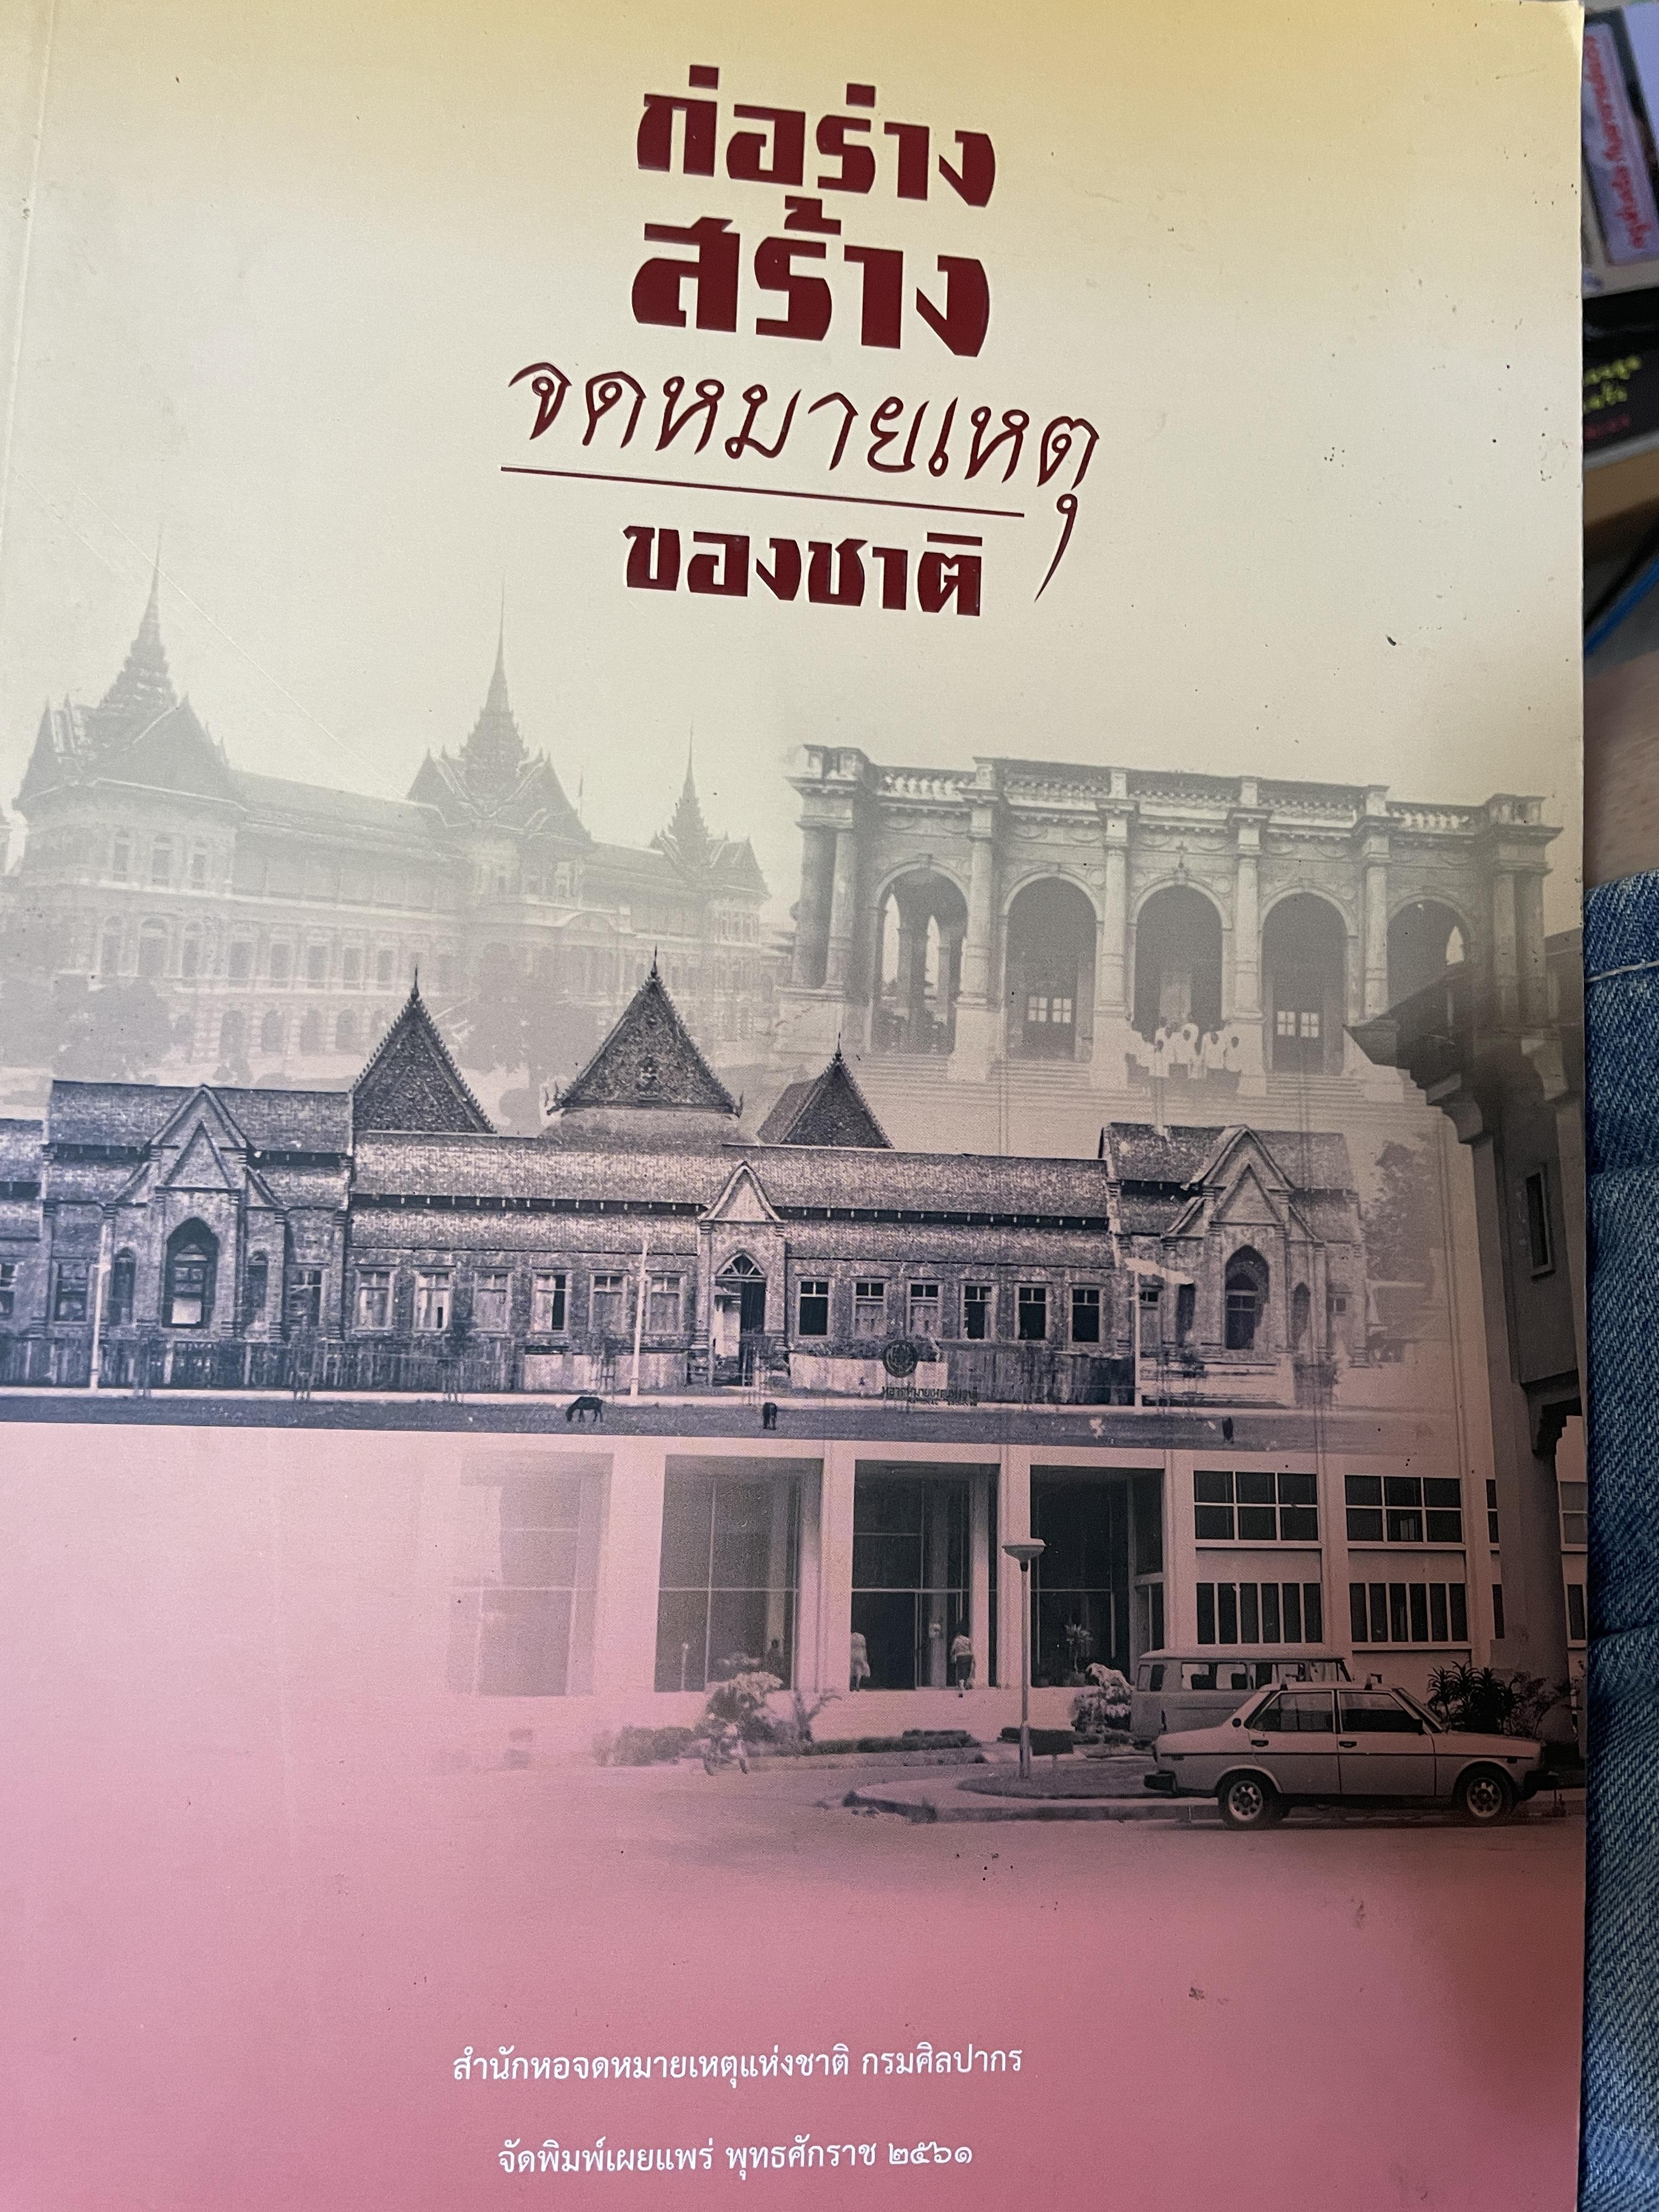 ก่อร่าง
สร้าง
จดหมายเหตุ
ของชาติ
สำนักหอจดหมายเหตุแห่งชาติ กรมศิลปากร
จัดพิมพ์เผยแพร่ พุทธศักราช ๒๕๖๑